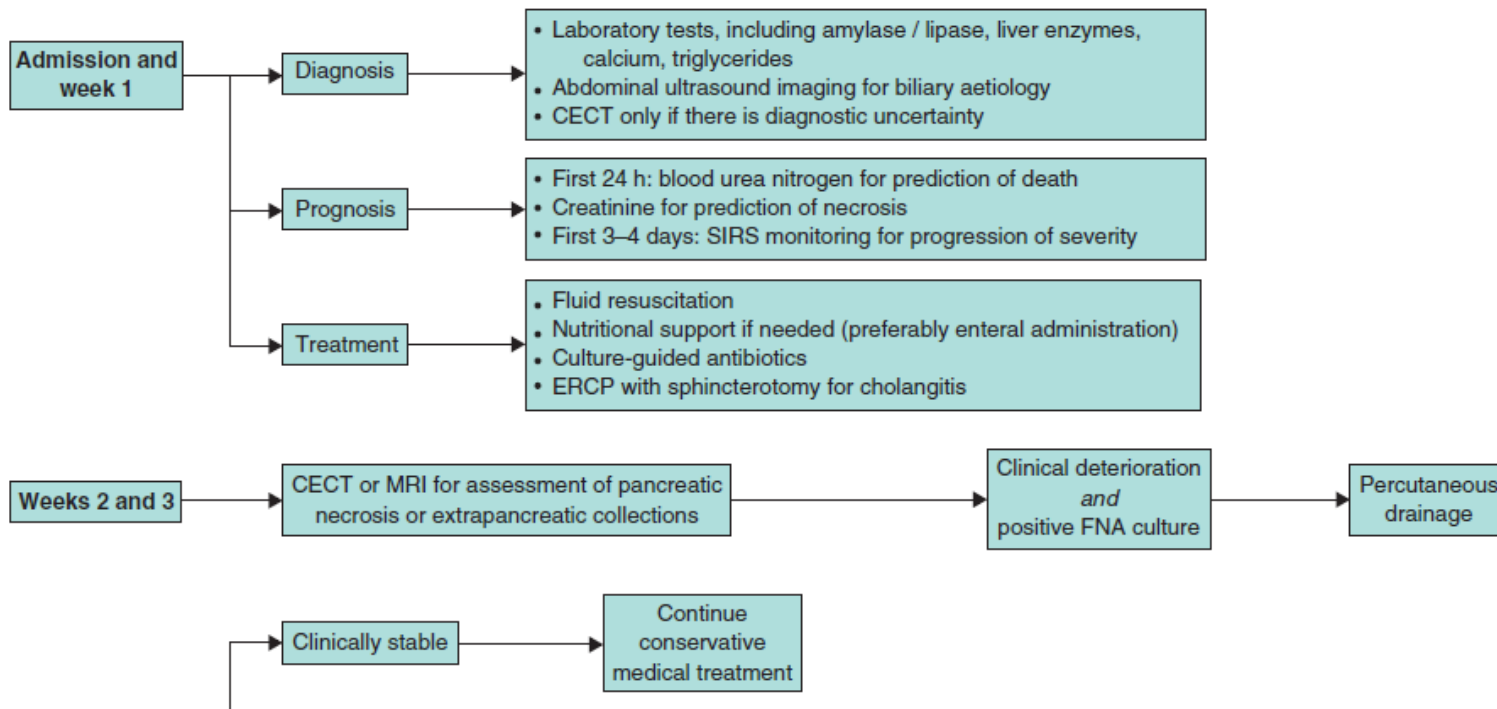 Admission and
week 1
Diagnosis
• Laboratory tests, including amylase / lipase, liver enzymes,
calcium, triglycerides
• Abdominal ultrasound imaging for biliary aetiology
• CECT only if there is diagnostic uncertainty
Prognosis
• First 24 h: blood urea nitrogen for prediction of death
• Creatinine for prediction of necrosis
• First 3–4 days: SIRS monitoring for progression of severity
Treatment
• Fluid resuscitation
• Nutritional support if needed (preferably enteral administration)
• Culture-guided antibiotics
• ERCP with sphincterotomy for cholangitis
Weeks 2 and 3
CECT or MRI for assessment of pancreatic
necrosis or extrapancreatic collections
Clinical deterioration
and
positive FNA culture
Percutaneous
drainage
Clinically stable
Continue
conservative
medical treatment